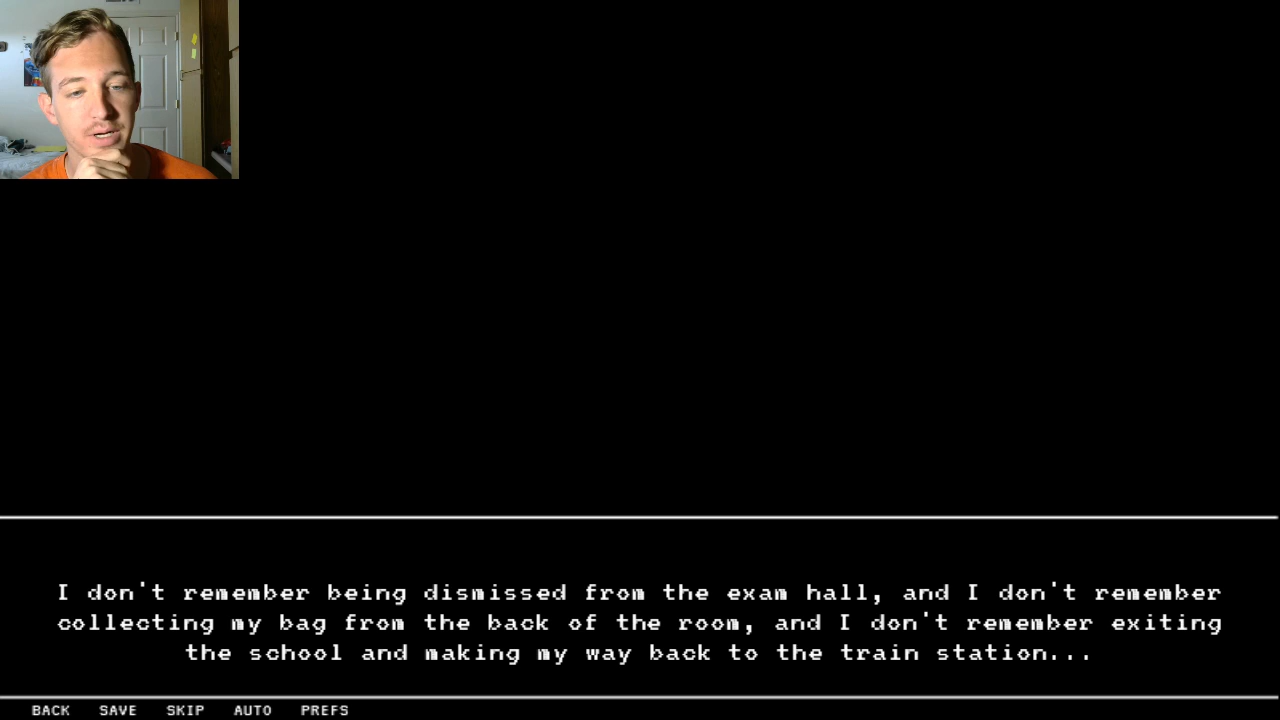 I don't remember being dismissed from the exam hall, and I don't remember
collecting my bag from the back of the room, and I don't remember exiting
the school and making my way back to the train station...
BACK SAVE SKIP AUTO PREFS